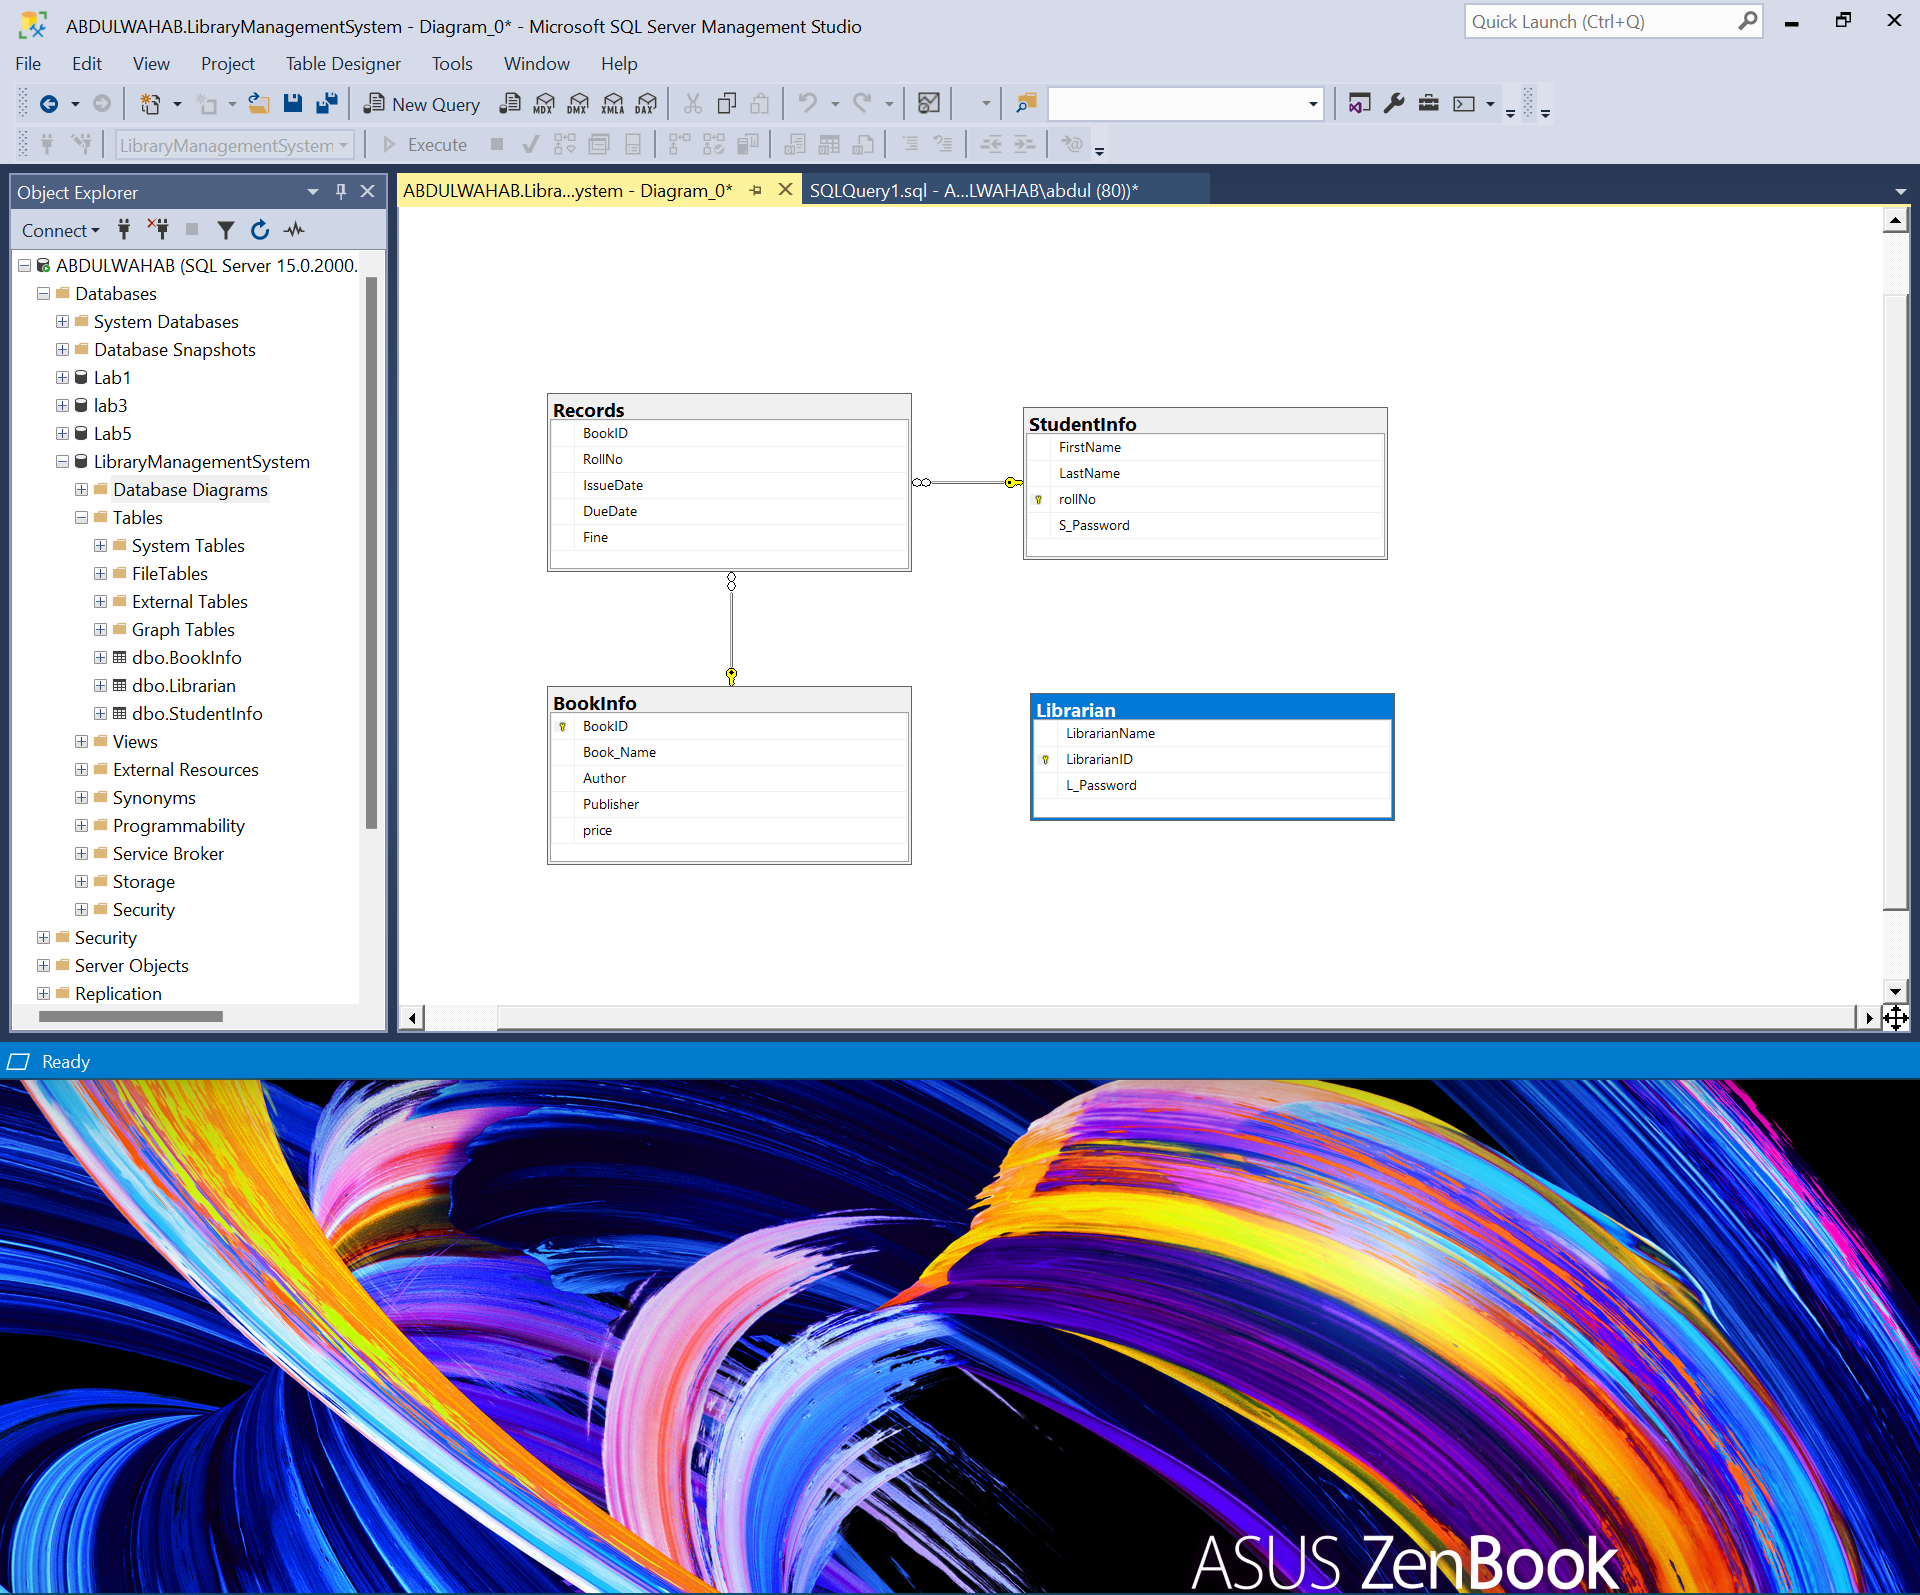 ABDULWAHAB.LibraryManagementSystem - Diagram_0* - Microsoft SQL Server Management Studio
Quick Launch (Ctrl+Q)
File Edit View Project Table Designer Tools Window Help
New Query MDX DMX XMLA DAX
LibraryManagementSystem Execute
Object Explorer
ABDULWAHAB.Libra...ystem - Diagram_0*
SQLQuery1.sql - A...LWAHAB\abdul (80))*
Connect
ABDULWAHAB (SQL Server 15.0.2000.
Databases
System Databases
Database Snapshots
Lab1
lab3
Lab5
LibraryManagementSystem
Database Diagrams
Tables
System Tables
FileTables
External Tables
Graph Tables
dbo.BookInfo
dbo.Librarian
dbo.StudentInfo
Views
External Resources
Synonyms
Programmability
Service Broker
Storage
Security
Security
Server Objects
Replication
Records
BookID
RollNo
IssueDate
DueDate
Fine
StudentInfo
FirstName
LastName
rollNo
S_Password
BookInfo
BookID
Book_Name
Author
Publisher
price
Librarian
LibrarianName
LibrarianID
L_Password
Ready
ASUS ZenBook